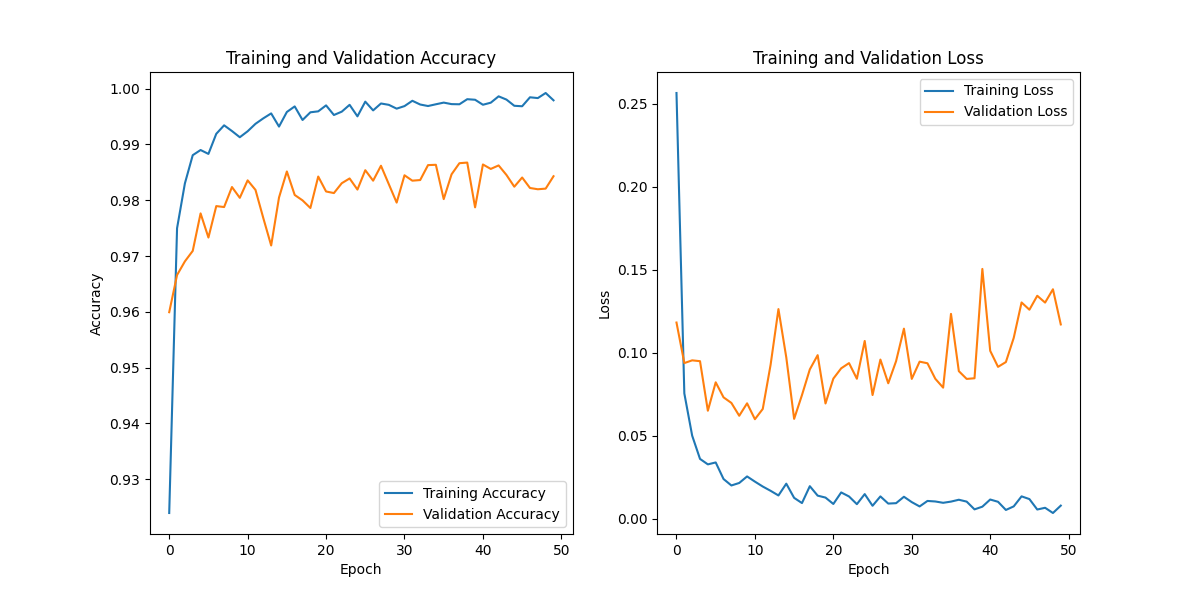 Training and Validation Accuracy
Accuracy
1.00
0.99
0.98
0.97
0.96
0.95
0.94
0.93
0 10 20 30 40 50
Epoch
Training Accuracy
Validation Accuracy
Training and Validation Loss
Loss
0.25
0.20
0.15
0.10
0.05
0.00
0 10 20 30 40 50
Epoch
Training Loss
Validation Loss